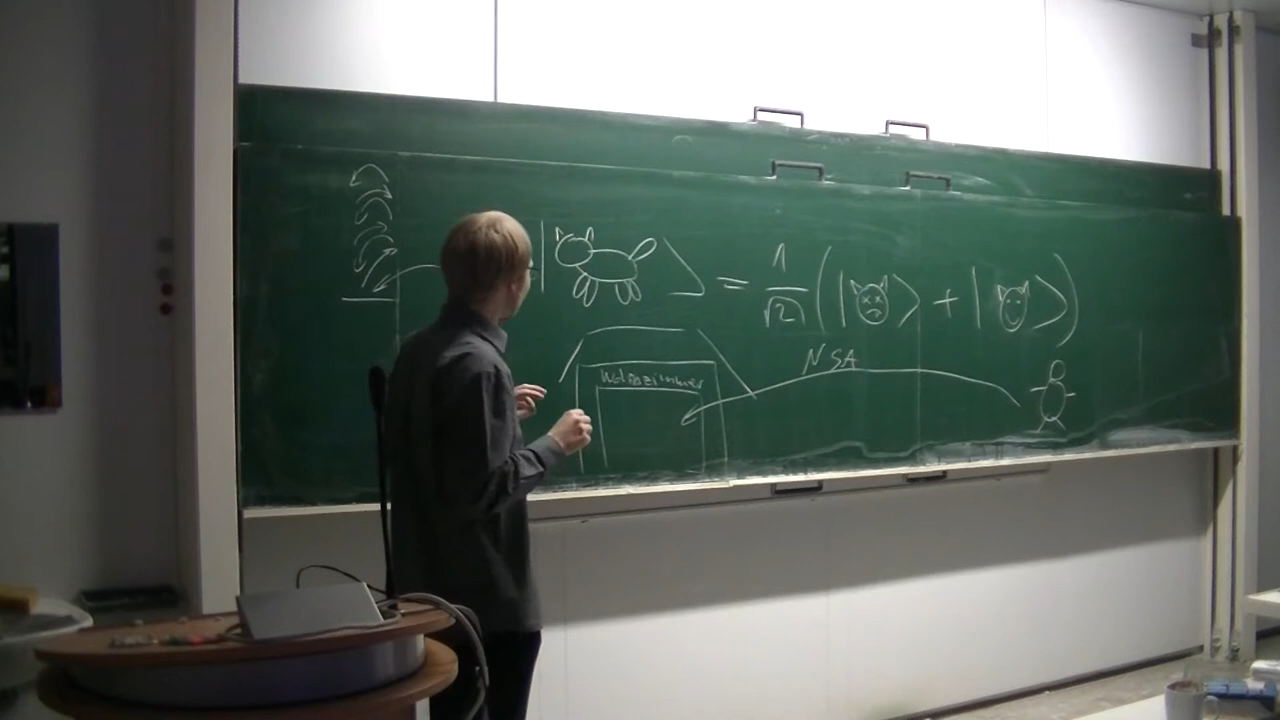 | ⟩ = 1/√2 ( | ⟩ + | ⟩ )
NSA